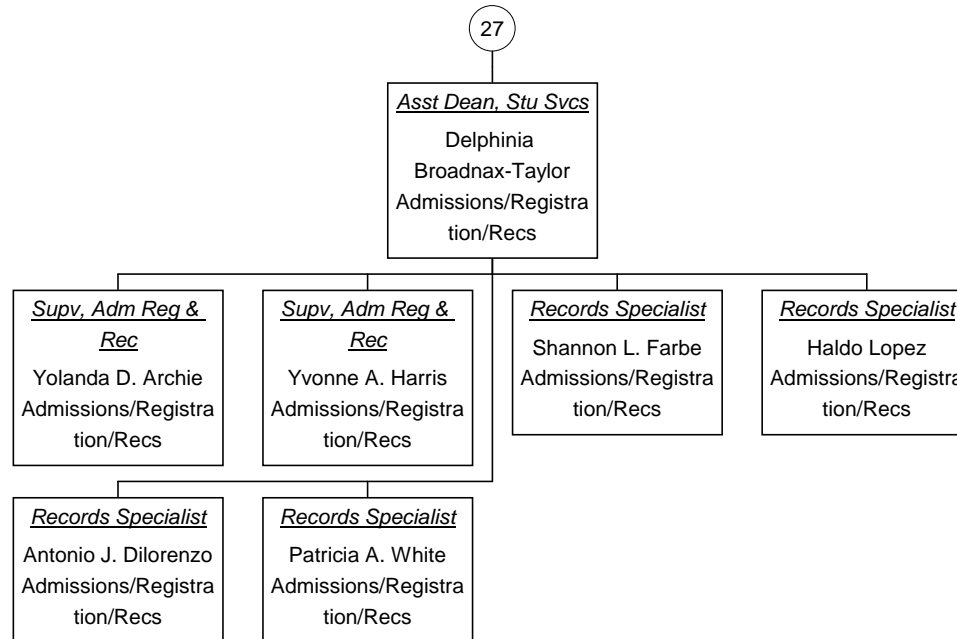 27
Asst Dean, Stu Svcs
Delphinia
Broadnax-Taylor
Admissions/Registra
tion/Recs
Supv, Adm Reg &
Rec
Yolanda D. Archie
Admissions/Registra
tion/Recs
Supv, Adm Reg &
Rec
Yvonne A. Harris
Admissions/Registra
tion/Recs
Records Specialist
Shannon L. Farbe
Admissions/Registra
tion/Recs
Records Specialist
Haldo Lopez
Admissions/Registra
tion/Recs
Records Specialist
Antonio J. Dilorenzo
Admissions/Registra
tion/Recs
Records Specialist
Patricia A. White
Admissions/Registra
tion/Recs